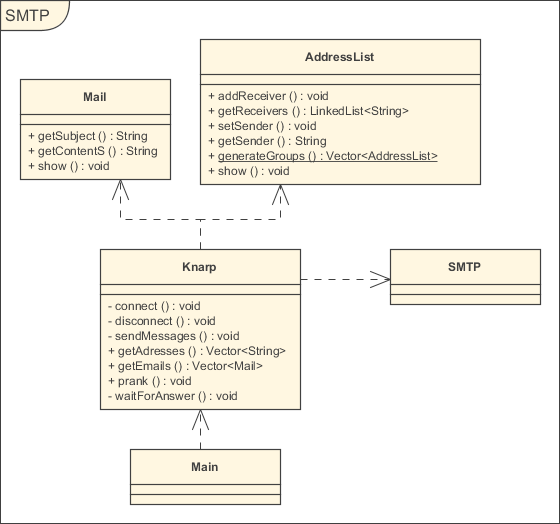 SMTP
AddressList
+ addReceiver () : void
+ getReceivers () : LinkedList<String>
+ setSender () : void
+ getSender () : String
+ generateGroups () : Vector<AddressList>
+ show () : void
Mail
+ getSubject () : String
+ getContentS () : String
+ show () : void
Knarp
- connect () : void
- disconnect () : void
- sendMessages () : void
+ getAdresses () : Vector<String>
+ getEmails () : Vector<Mail>
+ prank () : void
- waitForAnswer () : void
SMTP
Main